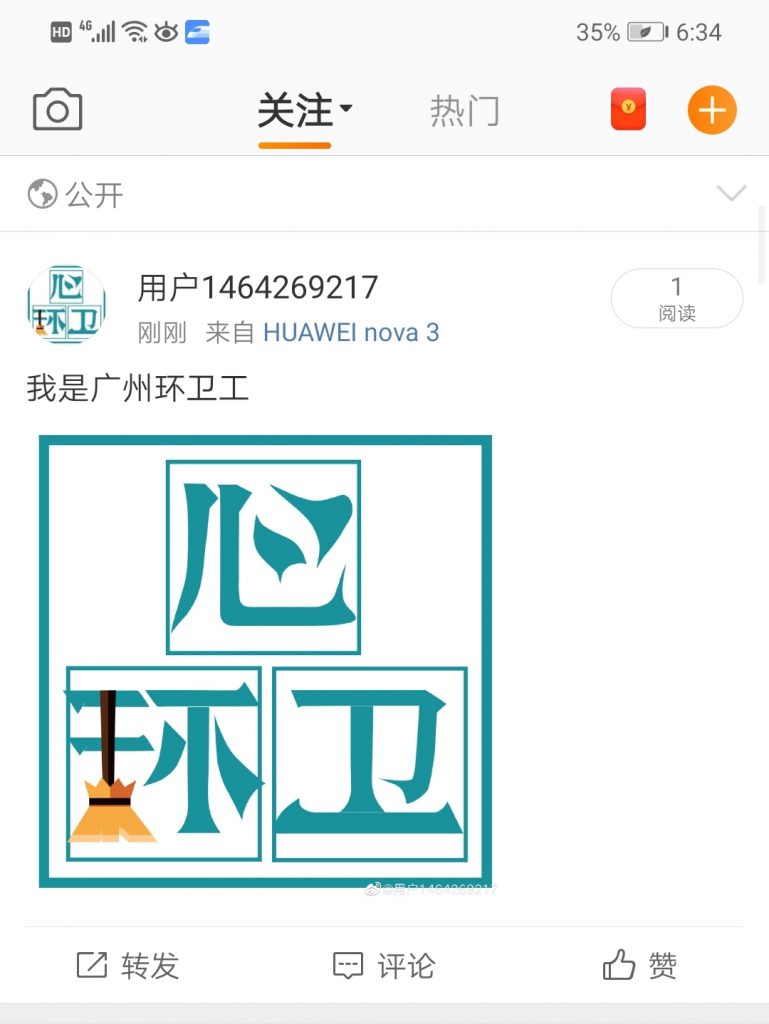 HD 4G 35% 6:34
关注 热门
公开
用户1464269217
1
阅读
刚刚 来自 HUAWEI nova 3
我是广州环卫工
心
环卫
@用户1464269217
转发 评论 赞